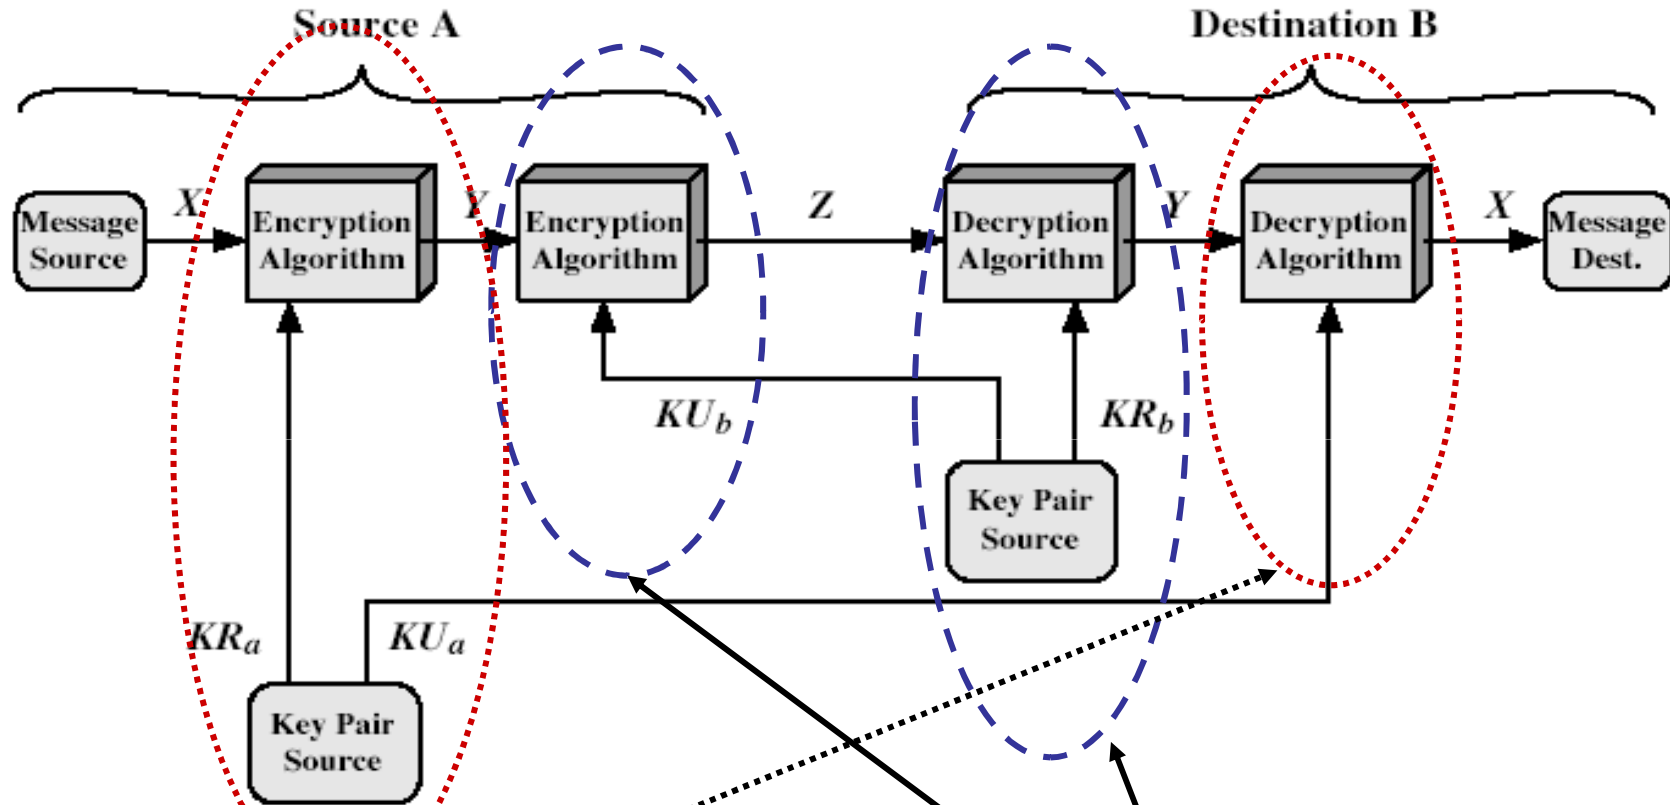 Source A
Destination B
Message
Source
X
Encryption
Algorithm
Y
Encryption
Algorithm
Z
Decryption
Algorithm
Y
Decryption
Algorithm
X
Message
Dest.
KUb
KRb
Key Pair
Source
KRa
KUa
Key Pair
Source